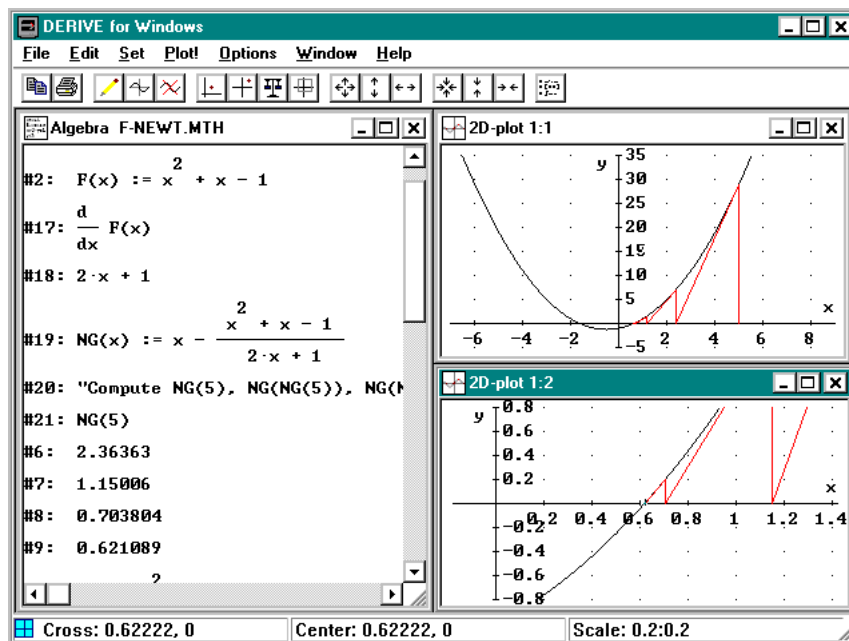 DERIVE for Windows
File Edit Set Plot! Options Window Help
Algebra F-NEWT.MTH
#2: F(x) := x² + x - 1
#17: d/dx F(x)
#18: 2·x + 1
#19: NG(x) := x - (x² + x - 1)/(2·x + 1)
#20: "Compute NG(5), NG(NG(5)), NG(N
#21: NG(5)
#6: 2.36363
#7: 1.15006
#8: 0.703804
#9: 0.621089
2
2D-plot 1:1
y
35
30
25
20
15
10
5
x
-6 -4 -2 2 4 6 8
-5
2D-plot 1:2
y
0.8
0.6
0.4
0.2
x
0.2 0.4 0.6 0.8 1 1.2 1.4
-0.2
-0.4
-0.6
-0.8
Cross: 0.62222, 0 Center: 0.62222, 0 Scale: 0.2:0.2